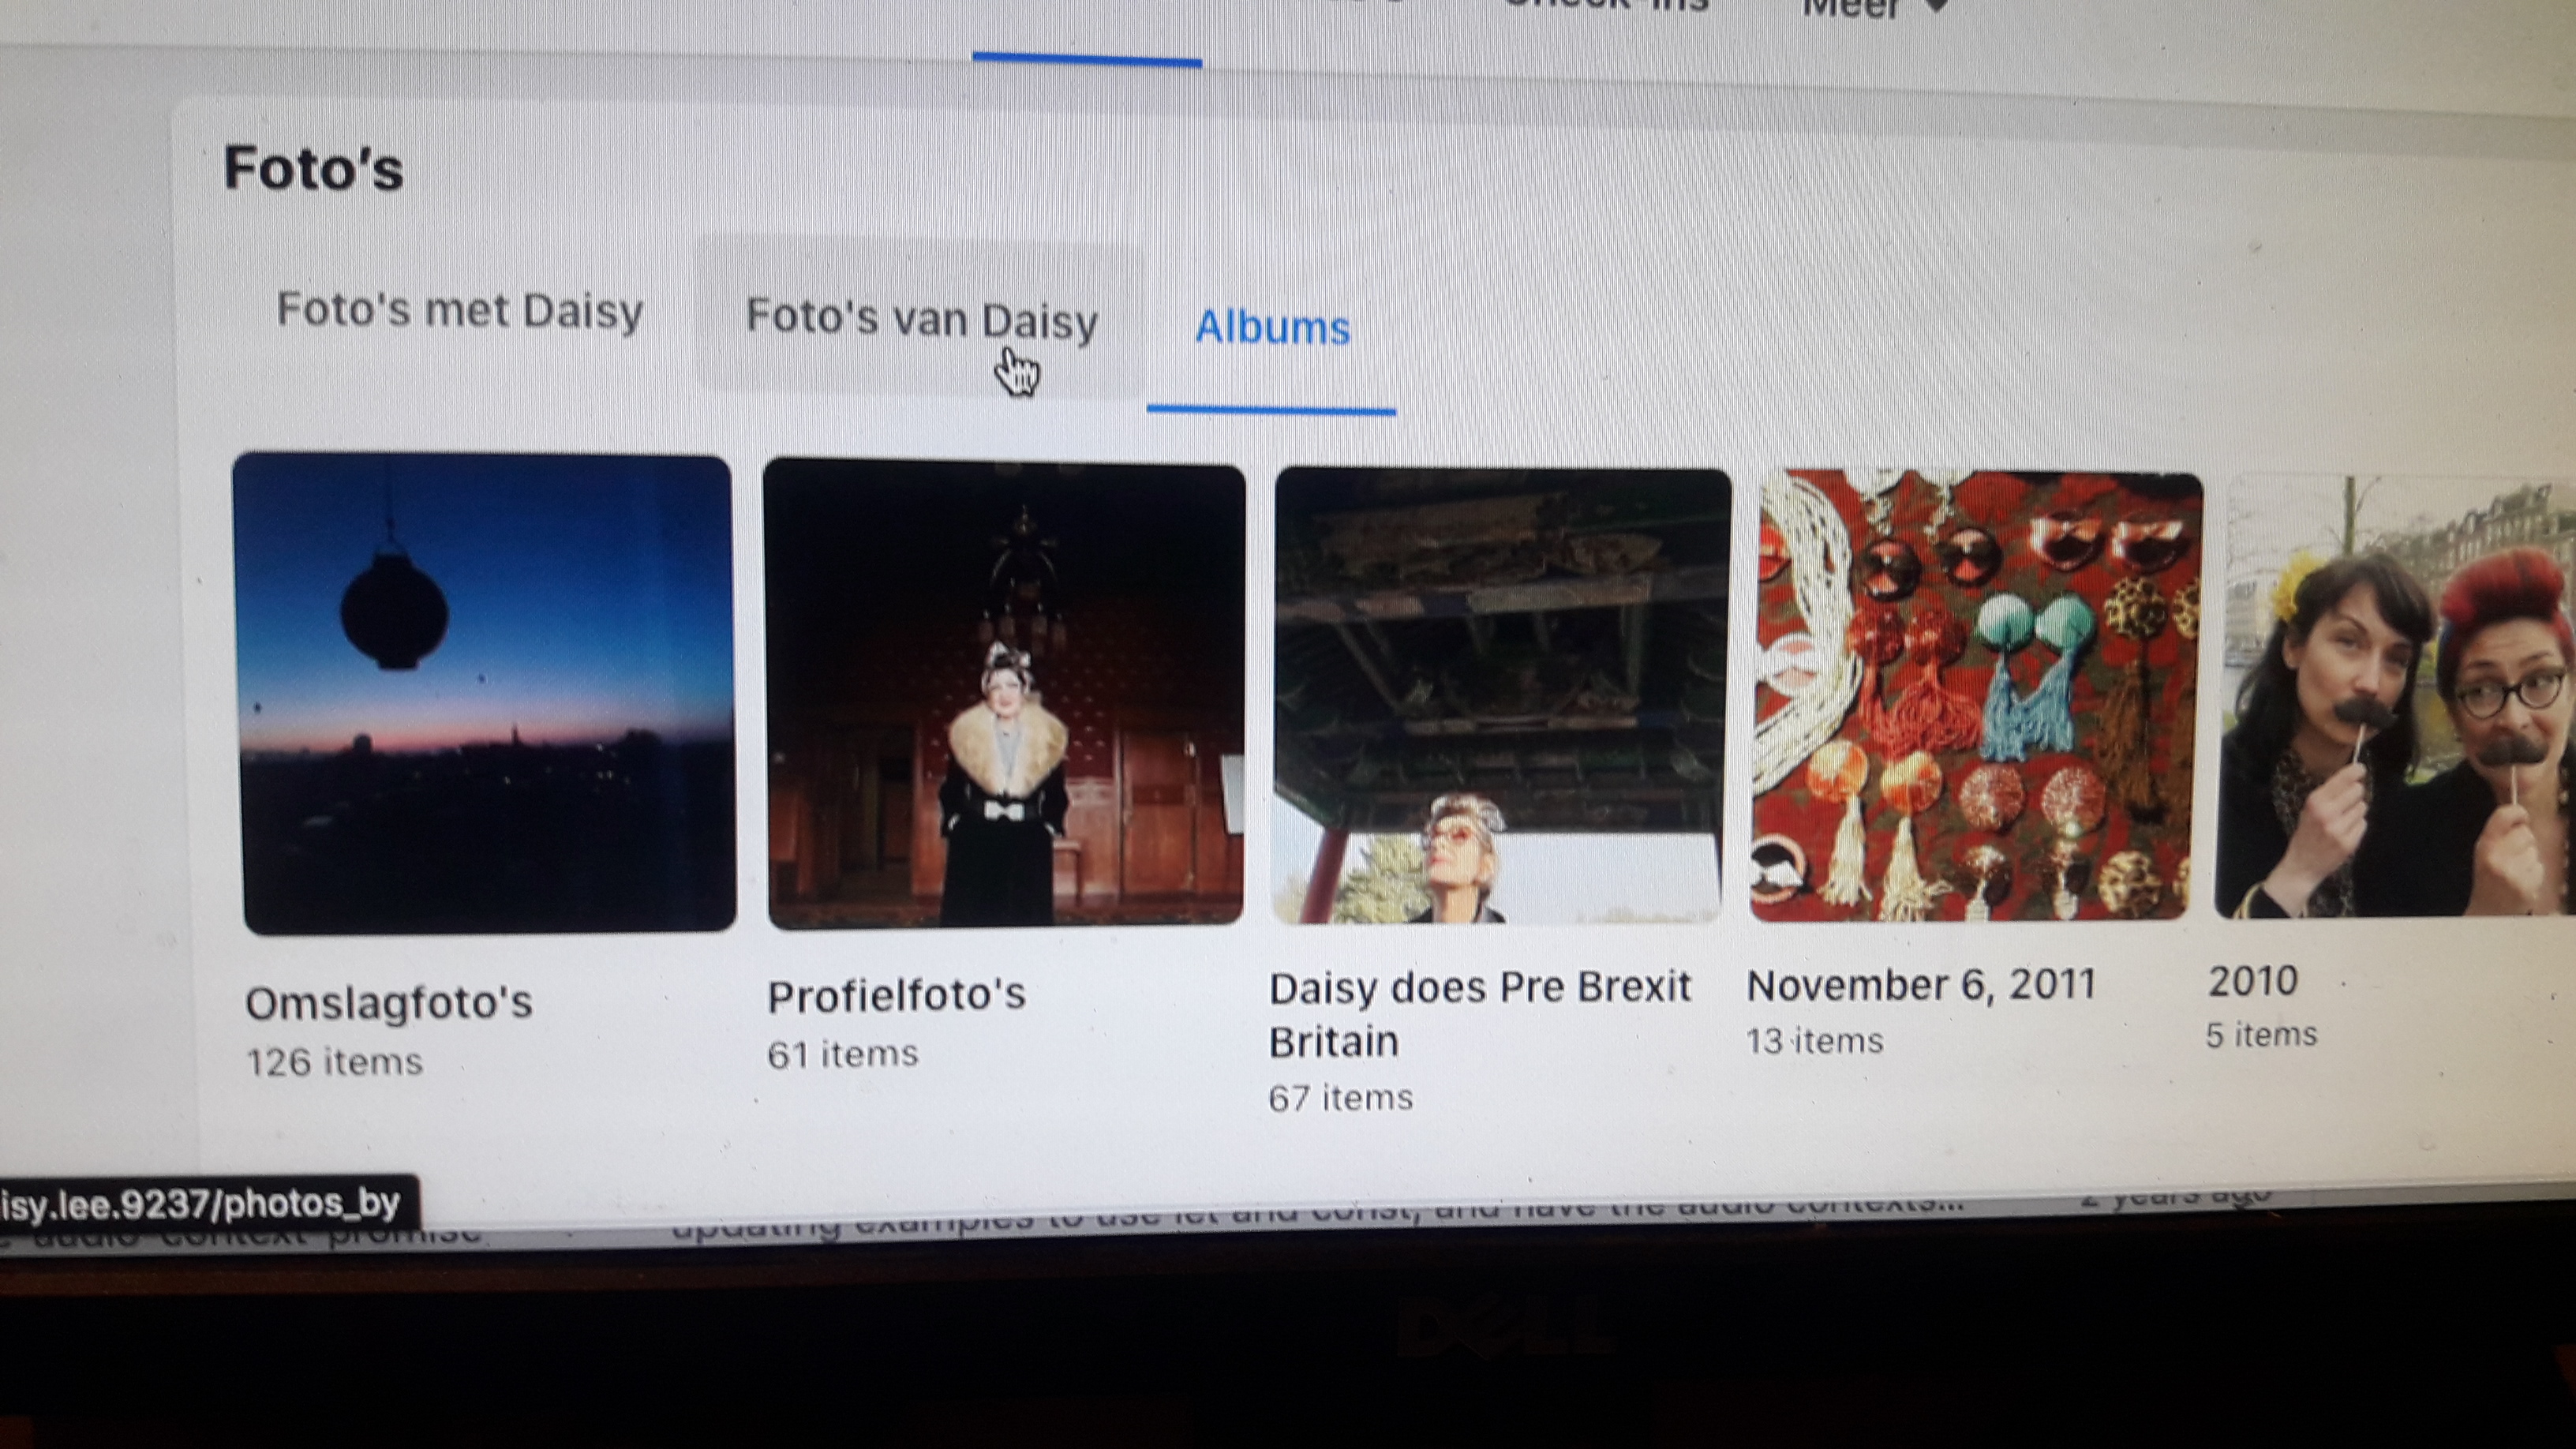 Check-ins Meer
Foto's
Foto's met Daisy Foto's van Daisy Albums
Omslagfoto's
126 items
Profielfoto's
61 items
Daisy does Pre Brexit
Britain
67 items
November 6, 2011
13 items
2010
5 items
isy.lee.9237/photos_by
audio context promise updating examples to use let and const, and have the audio contexts... 2 years ago
DELL